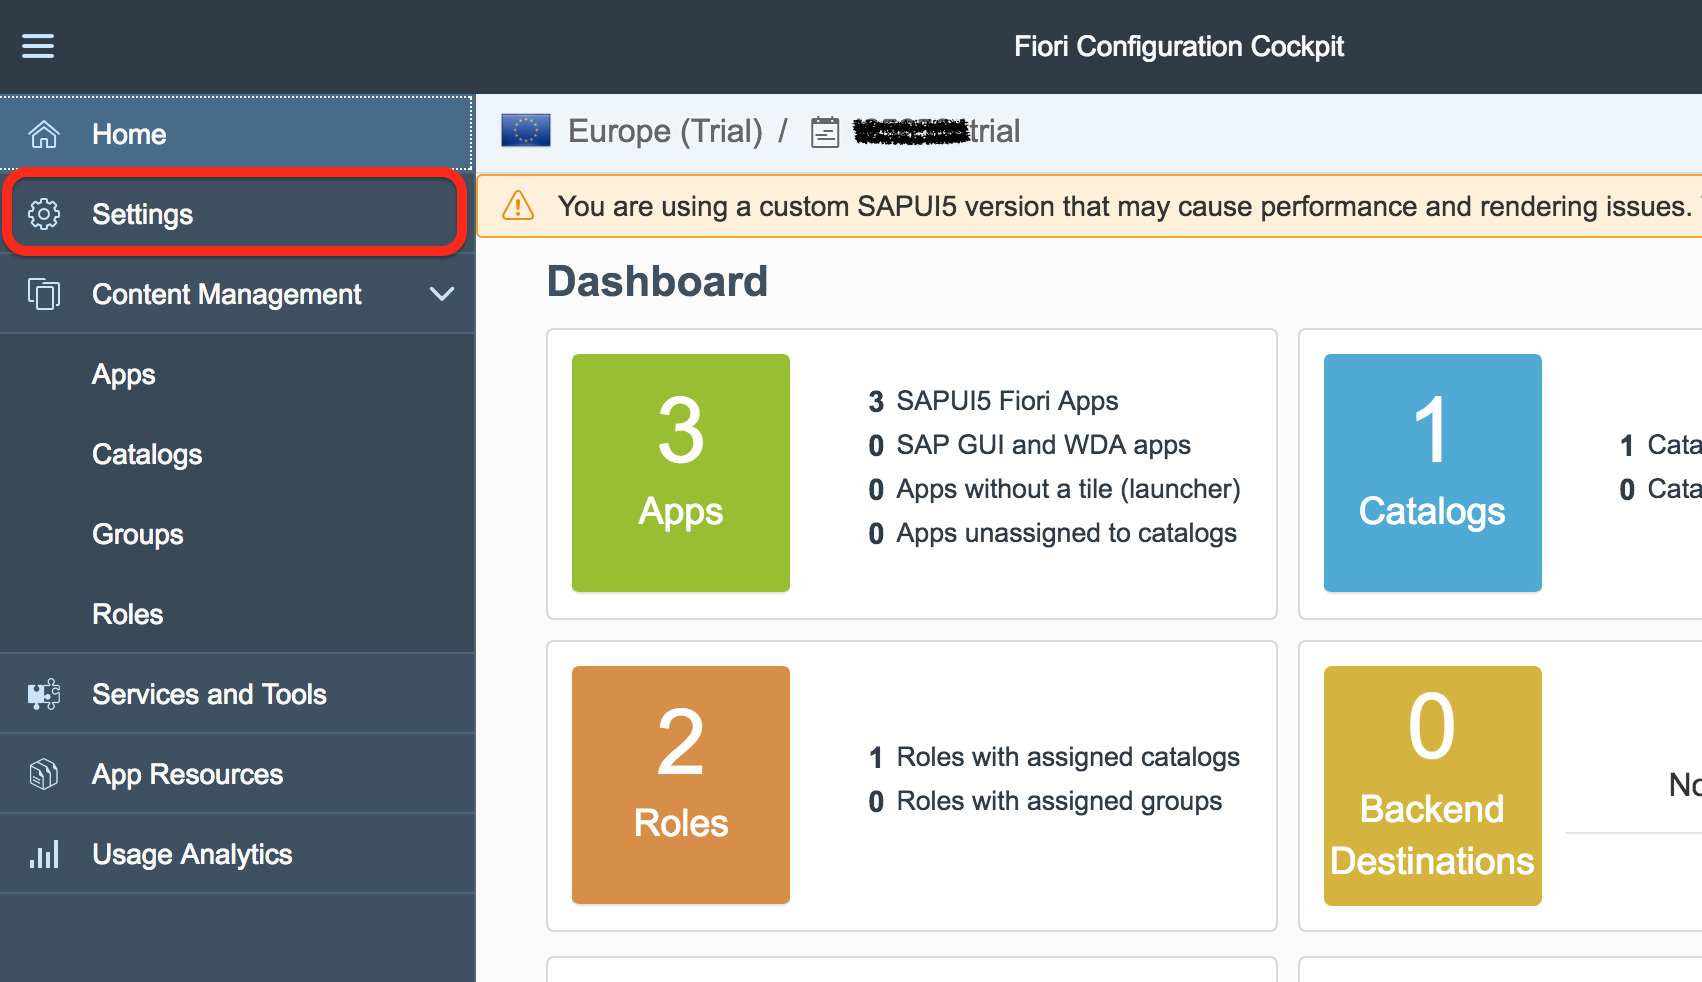 Fiori Configuration Cockpit
Home
Settings
Content Management
Apps
Catalogs
Groups
Roles
Services and Tools
App Resources
Usage Analytics
Europe (Trial) / trial
You are using a custom SAPUI5 version that may cause performance and rendering issues.
Dashboard
3
Apps
3 SAPUI5 Fiori Apps
0 SAP GUI and WDA apps
0 Apps without a tile (launcher)
0 Apps unassigned to catalogs
1
Catalogs
1 Cata
0 Cata
2
Roles
1 Roles with assigned catalogs
0 Roles with assigned groups
0
Backend
Destinations
No